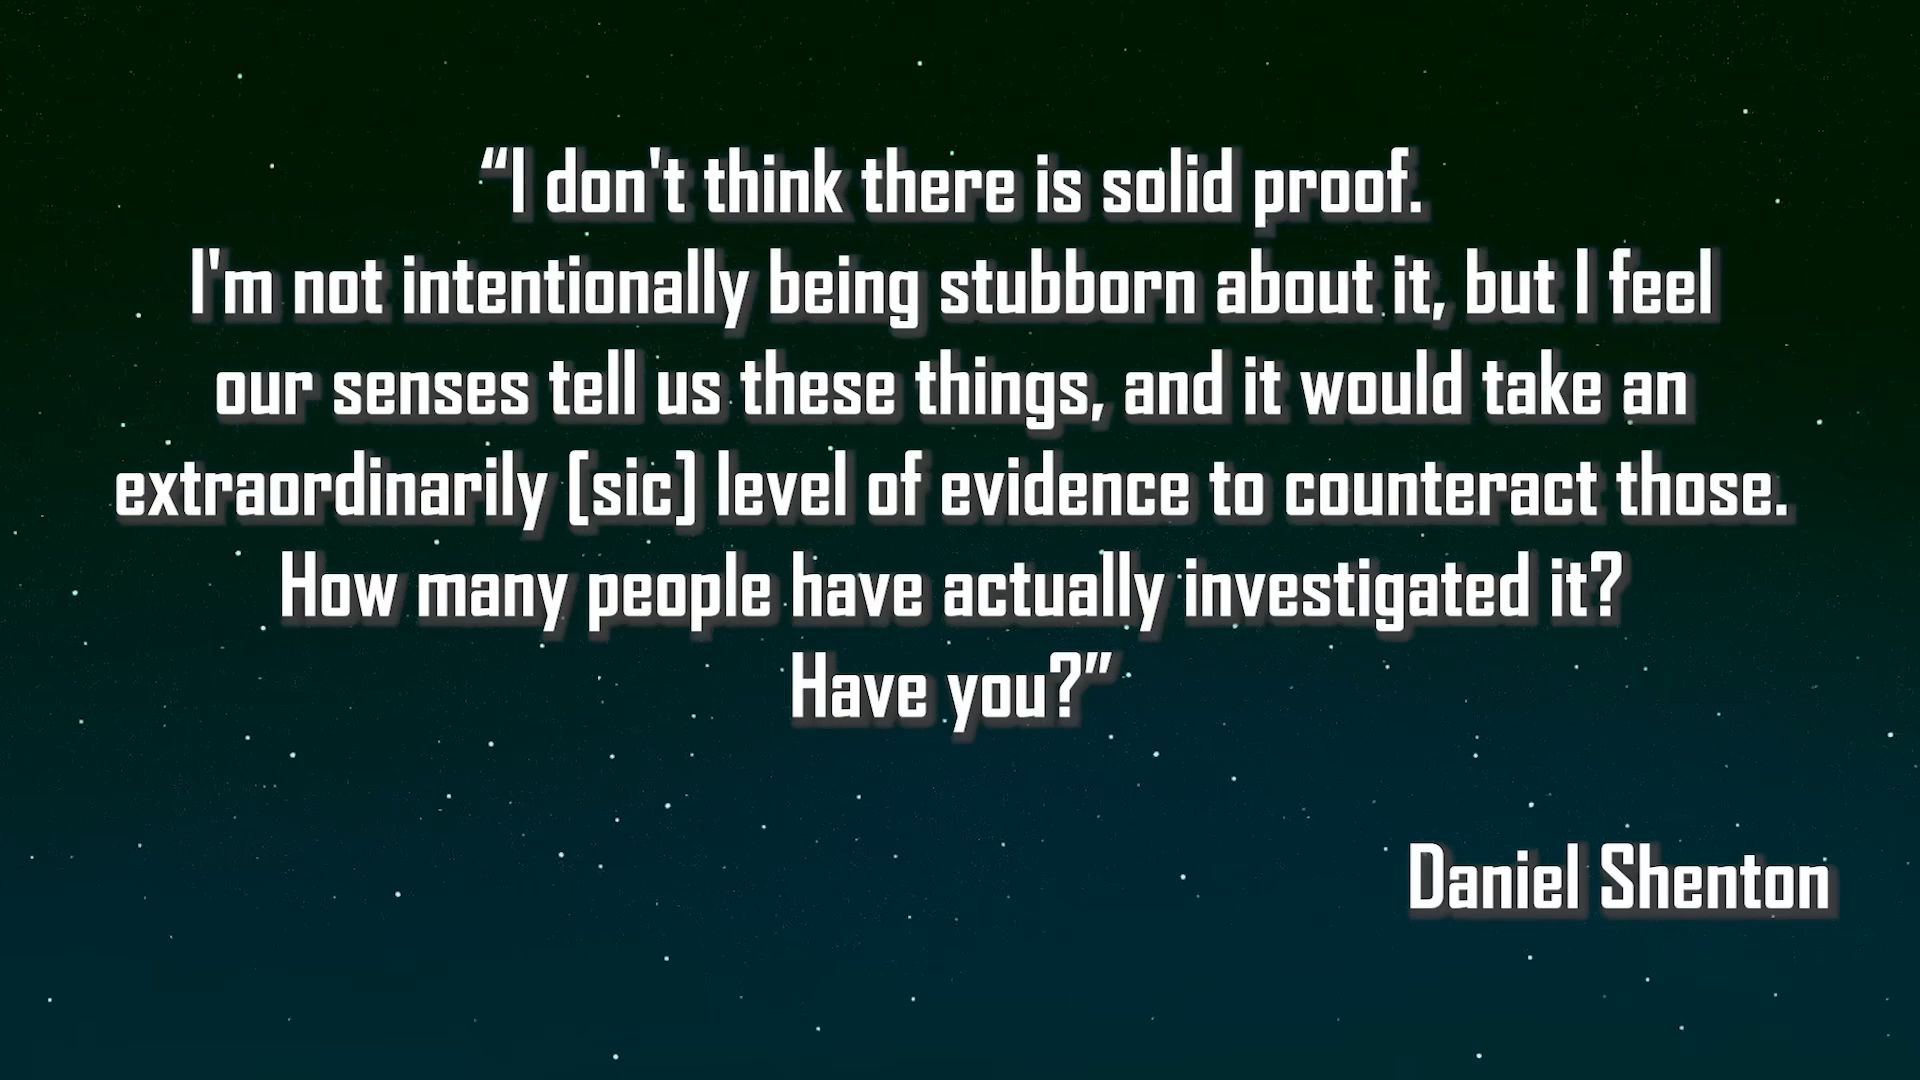 “I don't think there is solid proof.
I'm not intentionally being stubborn about it, but I feel
our senses tell us these things, and it would take an
extraordinarily [sic] level of evidence to counteract those.
How many people have actually investigated it?
Have you?”
Daniel Shenton